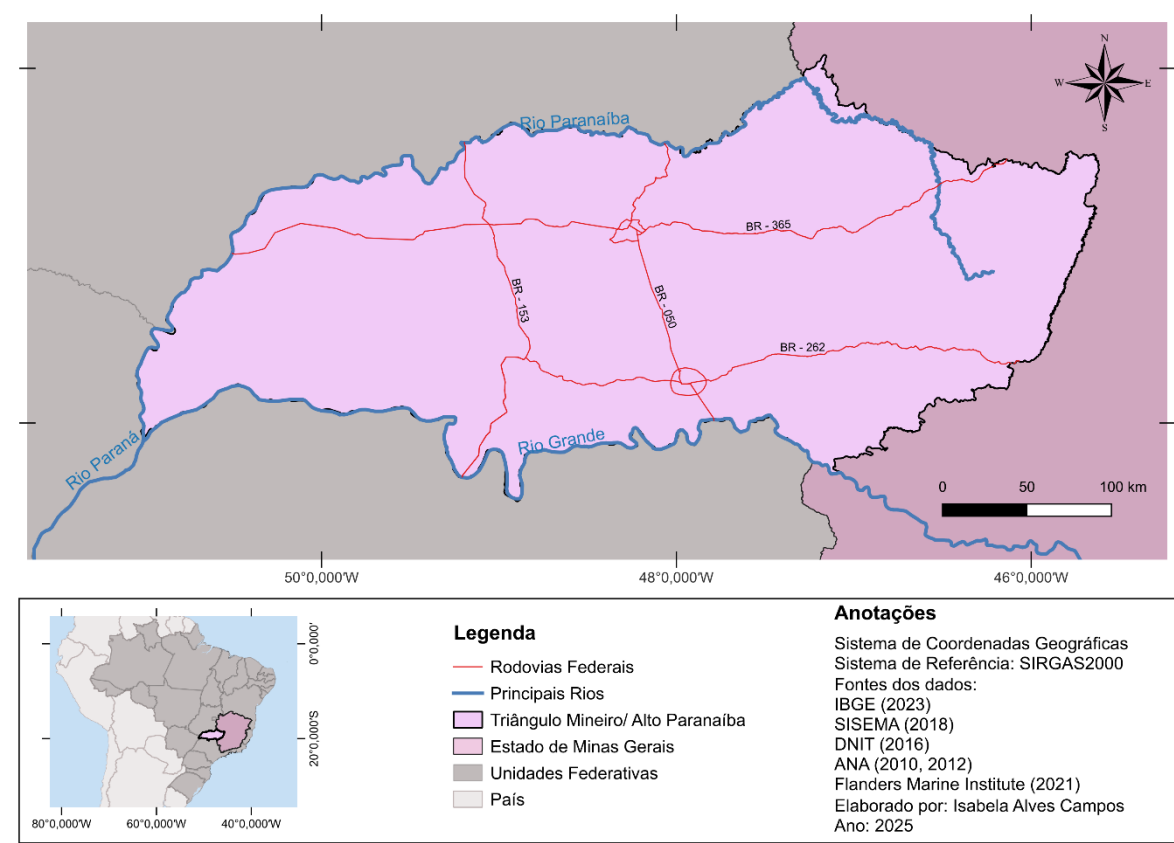 N
W
E
S
Rio Paranaíba
BR - 365
BR - 153
BR - 050
BR - 262
Rio Grande
Rio Paraná
0 50 100 km
50°0,000'W 48°0,000'W 46°0,000'W
0°0,000'
20°0,000'S
80°0,000'W 60°0,000'W 40°0,000'W
Legenda
Rodovias Federais
Principais Rios
Triângulo Mineiro/ Alto Paranaíba
Estado de Minas Gerais
Unidades Federativas
País
Anotações
Sistema de Coordenadas Geográficas
Sistema de Referência: SIRGAS2000
Fontes dos dados:
IBGE (2023)
SISEMA (2018)
DNIT (2016)
ANA (2010, 2012)
Flanders Marine Institute (2021)
Elaborado por: Isabela Alves Campos
Ano: 2025